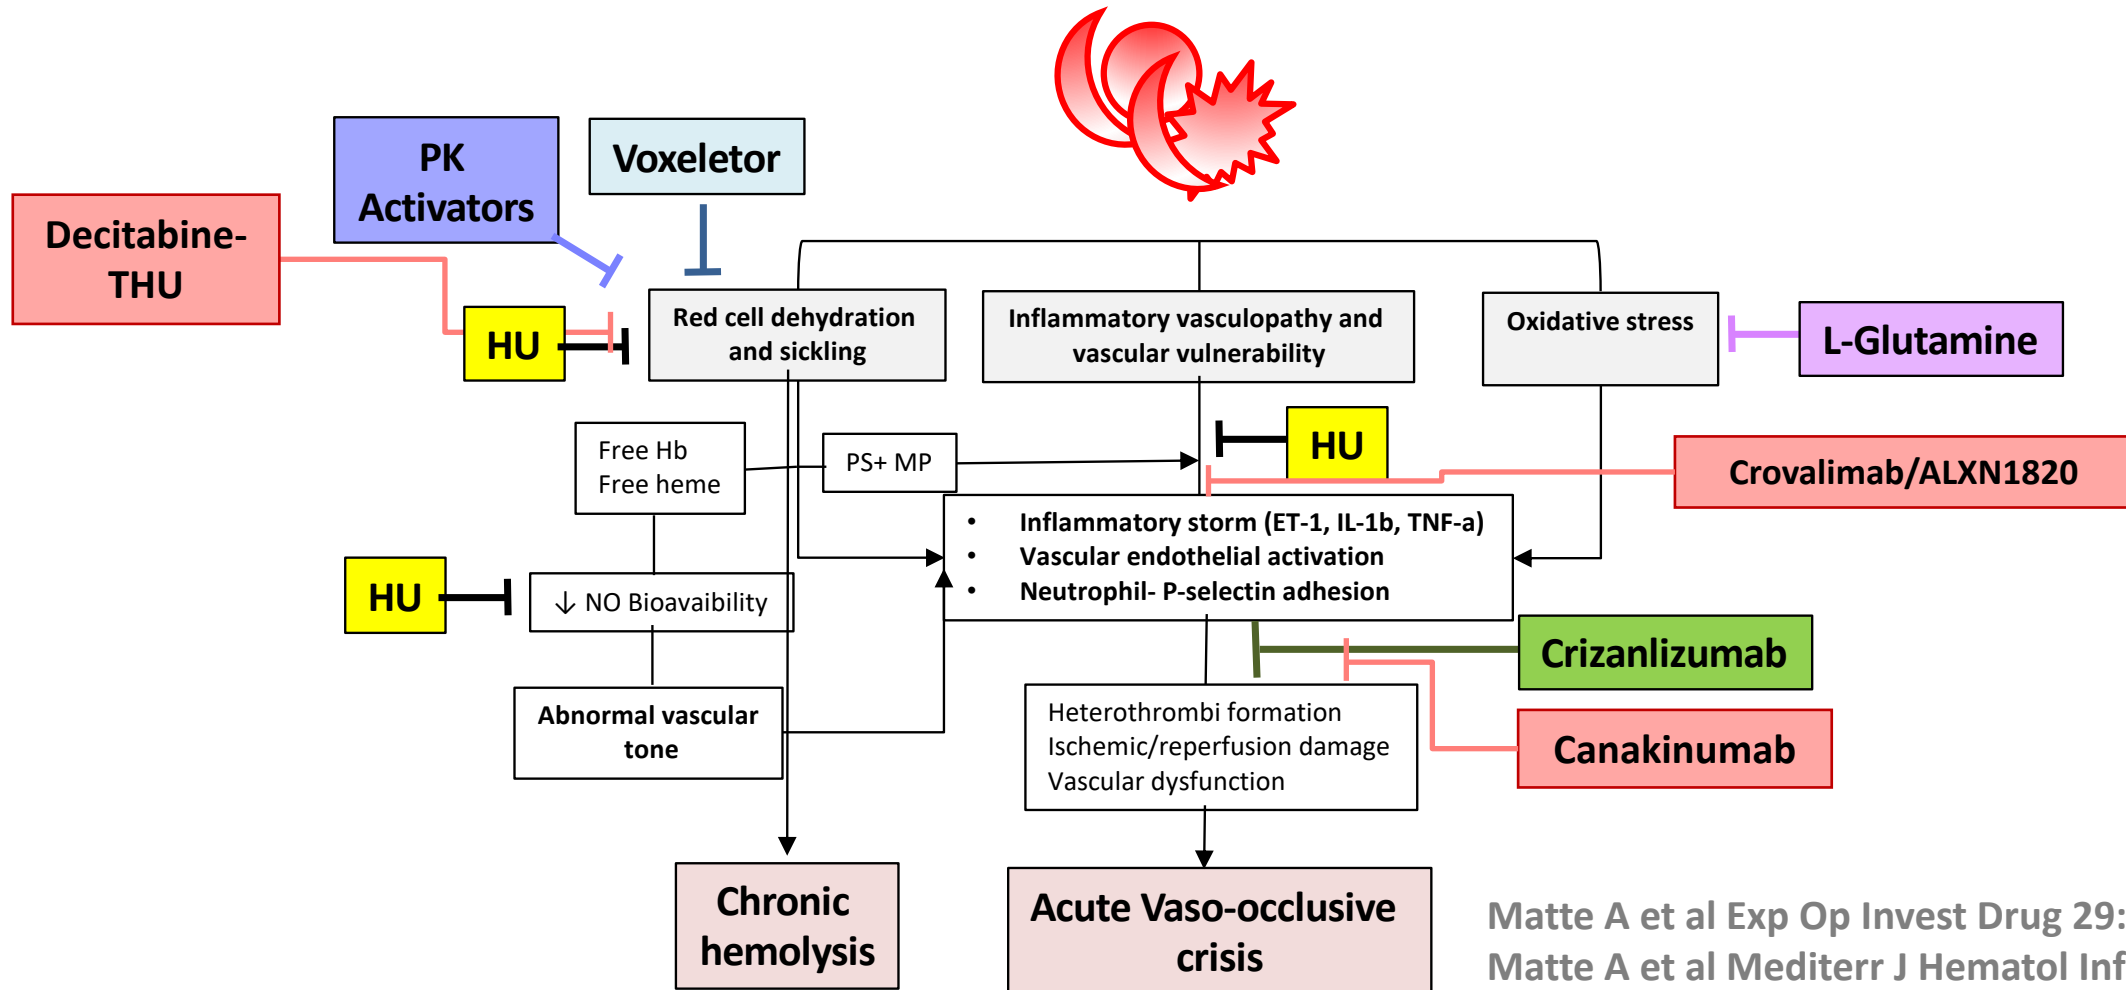 PK
Activators
Voxeletor
Decitabine-
THU
HU
Red cell dehydration
and sickling
Inflammatory vasculopathy and
vascular vulnerability
Oxidative stress
L-Glutamine
Free Hb
Free heme
PS+ MP
HU
Crovalimab/ALXN1820
• Inflammatory storm (ET-1, IL-1b, TNF-a)
• Vascular endothelial activation
• Neutrophil- P-selectin adhesion
HU
↓ NO Bioavaibility
Crizanlizumab
Abnormal vascular
tone
Heterothrombi formation
Ischemic/reperfusion damage
Vascular dysfunction
Canakinumab
Chronic
hemolysis
Acute Vaso-occlusive
crisis
Matte A et al Exp Op Invest Drug 29:
Matte A et al Mediterr J Hematol Inf